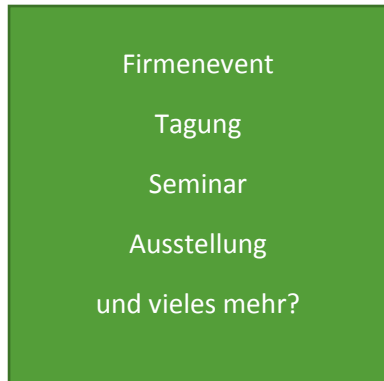 Firmenevent
Tagung
Seminar
Ausstellung
und vieles mehr?